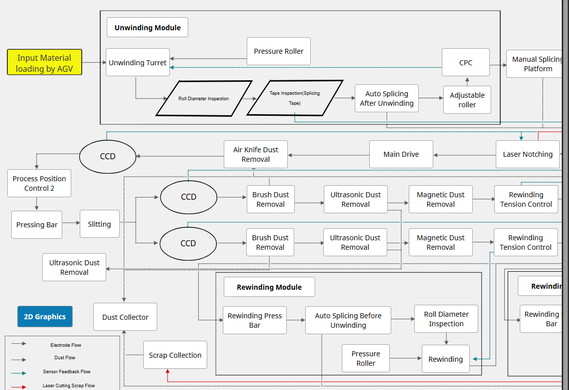 Unwinding Module
Input Material
loading by AGV
Unwinding Turret
Pressure Roller
CPC
Manual Splicing
Platform
Roll Diameter Inspection
Tape Inspection(Splicing
Tape)
Auto Splicing
After Unwinding
Adjustable
roller
CCD
Air Knife Dust
Removal
Main Drive
Laser Notching
Process Position
Control 2
Pressing Bar
Slitting
CCD
Brush Dust
Removal
Ultrasonic Dust
Removal
Magnetic Dust
Removal
Rewinding
Tension Control
CCD
Brush Dust
Removal
Ultrasonic Dust
Removal
Magnetic Dust
Removal
Rewinding
Tension Control
Ultrasonic Dust
Removal
Rewinding Module
2D Graphics
Dust Collector
Rewinding Press
Bar
Auto Splicing Before
Unwinding
Roll Diameter
Inspection
Rewinding
Bar
Scrap Collection
Pressure
Roller
Rewinding
Electrode Flow
Dust Flow
Sensor Feedback Flow
Laser Cutting Scrap Flow